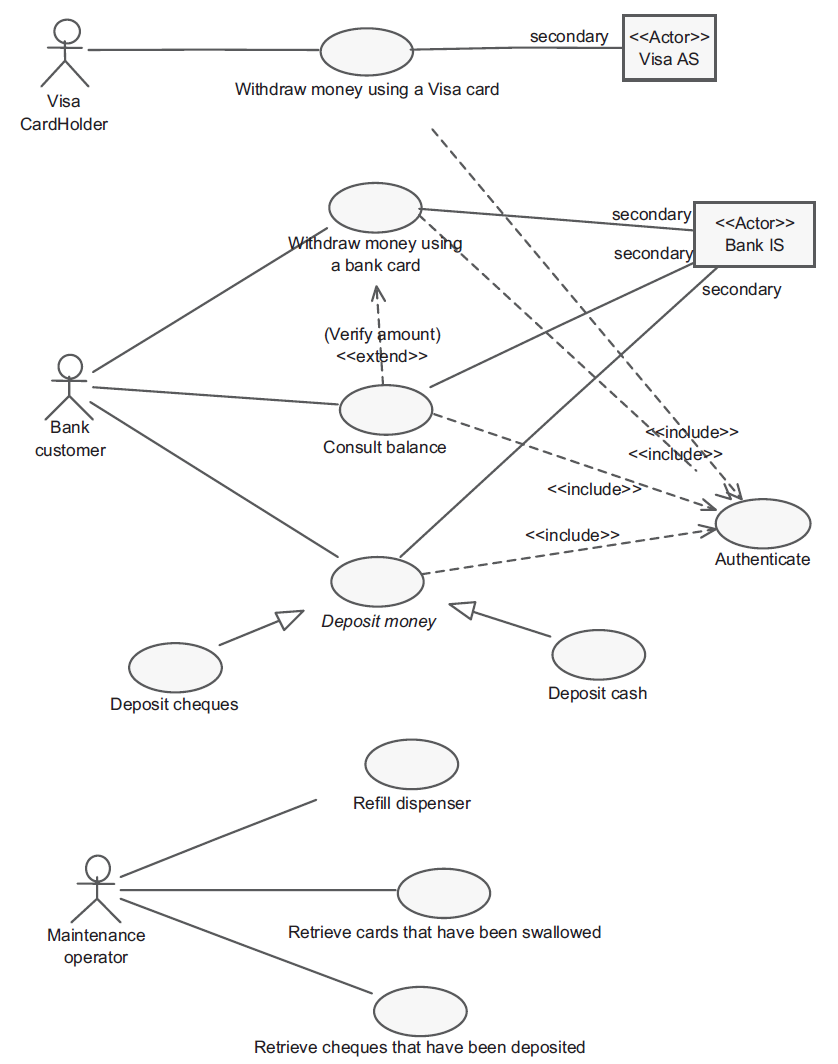 secondary
<<Actor>>
Visa AS
Withdraw money using a Visa card
Visa
CardHolder
secondary
<<Actor>>
Bank IS
Withdraw money using
a bank card
secondary
secondary
(Verify amount)
<<extend>>
Bank
customer
Consult balance
<<include>>
<<include>>
<<include>>
<<include>>
Authenticate
Deposit money
Deposit cheques
Deposit cash
Refill dispenser
Maintenance
operator
Retrieve cards that have been swallowed
Retrieve cheques that have been deposited